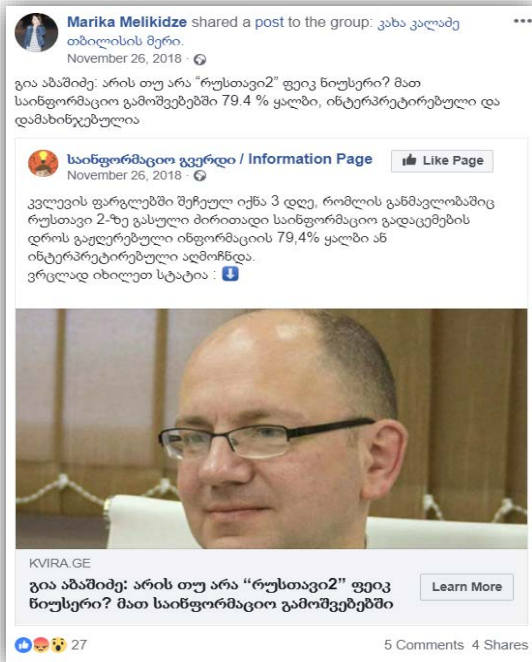 Marika Melikidze shared a post to the group: კახა კალაძე
თბილისის მერი.
November 26, 2018 ·
გია აბაშიძე: არის თუ არა “რუსთავი2” ფეიკ ნიუსერი? მათ
საინფორმაციო გამოშვებებში 79.4 % ყალბი, ინტერპრეტირებული და
დამახინჯებულია
საინფორმაციო გვერდი / Information Page
Like Page
November 26, 2018 ·
კვლევის ფარგლებში შეჩეულ იქნა 3 დღე, რომლის განმავლობაშიც
რუსთავი 2-ზე გასული ძირითადი საინფორმაციო გადაცემების
დროს გაჟღერებული ინფორმაციის 79,4% ყალბი ან
ინტერპრეტირებული აღმოჩნდა.
ვრცლად იხილეთ სტატია : ⬇
KVIRA.GE
გია აბაშიძე: არის თუ არა “რუსთავი2” ფეიკ
ნიუსერი? მათ საინფორმაციო გამოშვებებში
Learn More
27
5 Comments 4 Shares